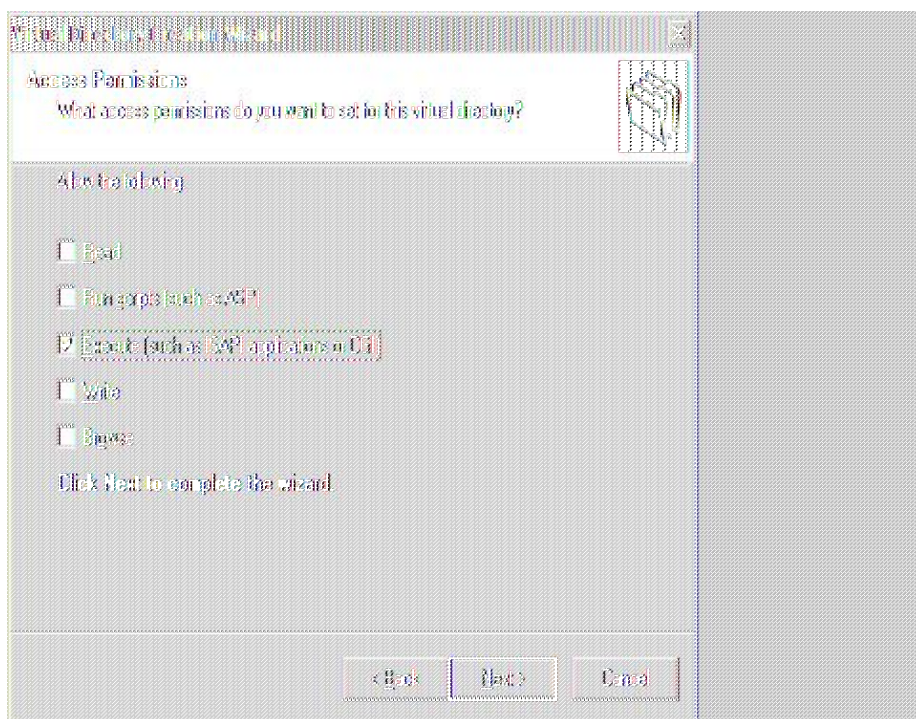 Virtual Directory Creation Wizard
Access Permissions
What access permissions do you want to set for this virtual directory?
Allow the following:
Read
Run scripts (such as ASP)
Execute (such as ISAPI applications or CGI)
Write
Browse
Click Next to complete the wizard.
< Back
Next >
Cancel